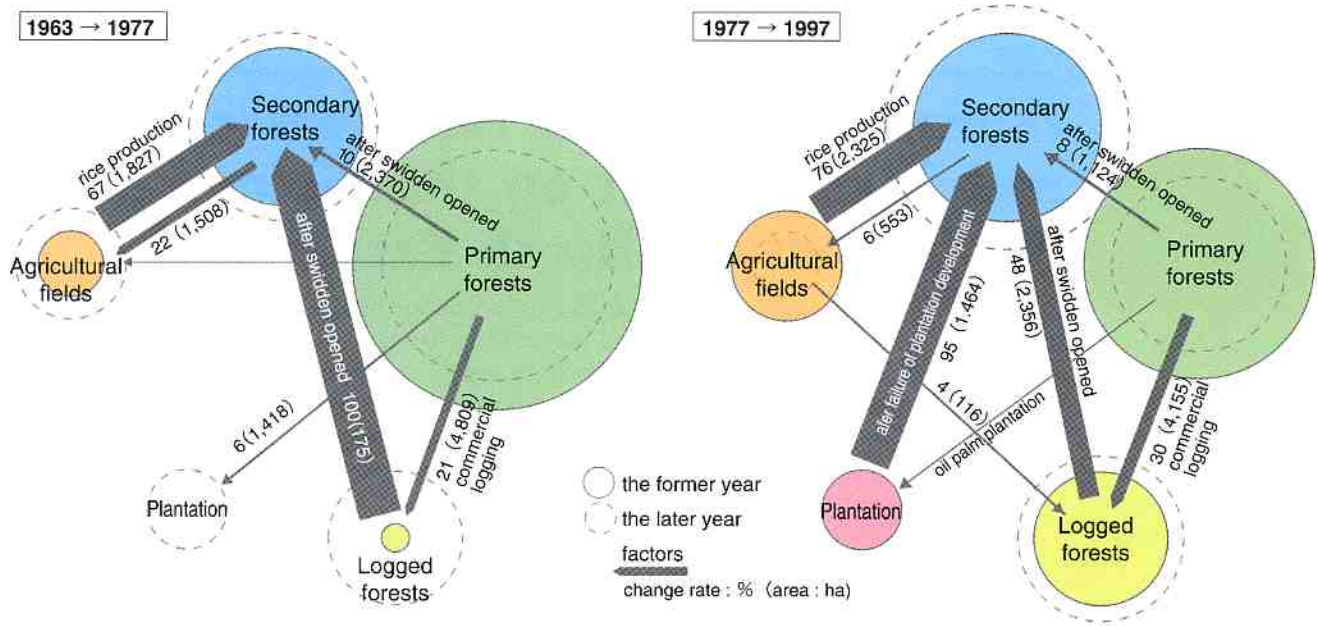 1963 → 1977
Secondary
forests
rice production
67(1,827)
after swidden opened
10(2,370)
22 (1,508)
Agricultural
fields
Primary
forests
after swidden opened 100(175)
6(1,418)
21 (4,809)
commercial
logging
Plantation
Logged
forests
the former year
the later year
factors
change rate : % (area : ha)
1977 → 1997
Secondary
forests
rice production
76(2,325)
after swidden opened
8(1,124)
6(553)
Agricultural
fields
Primary
forests
afer failure of plantation development
95 (1.464)
after swidden opened
48 (2,356)
4(116)
oil palm plantation
30 (4,155)
commercial
logging
Plantation
Logged
forests